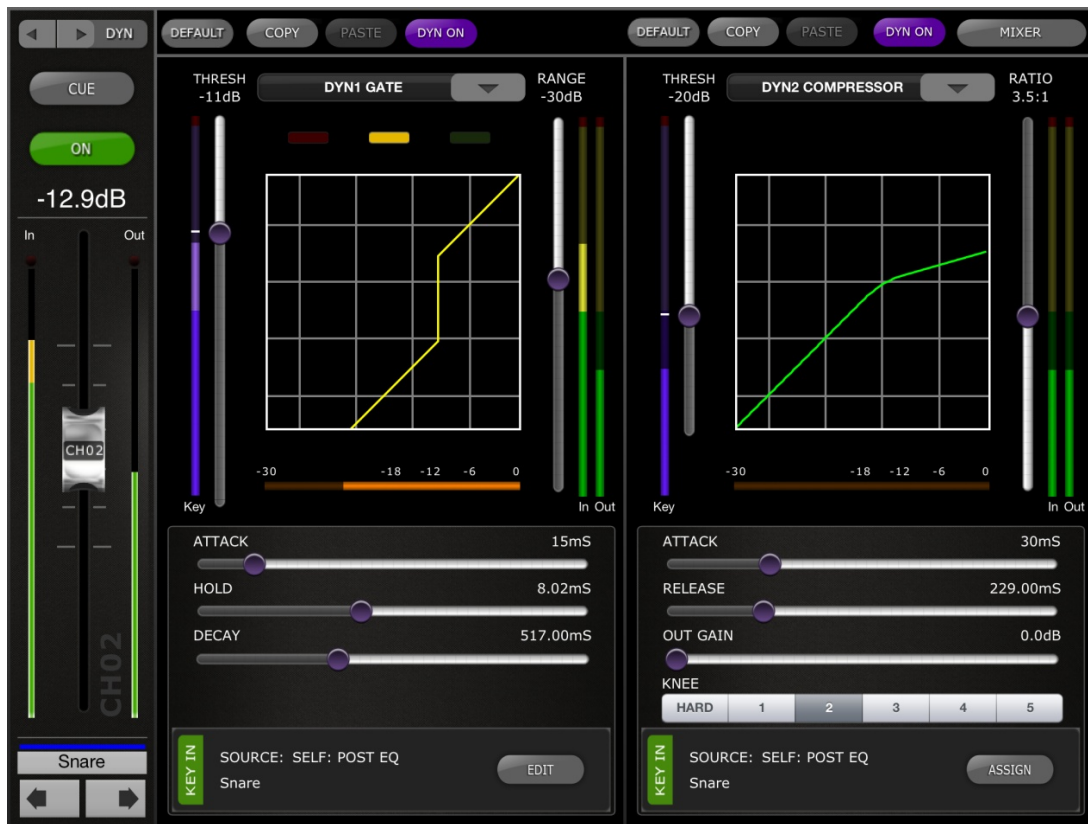 DYN DEFAULT COPY PASTE DYN ON DEFAULT COPY PASTE DYN ON MIXER
CUE
ON
-12.9dB
In Out
CH02
CH02
Snare
THRESH DYN1 GATE RANGE
-11dB -30dB
-30 -18 -12 -6 0
Key In Out
ATTACK 15mS
HOLD 8.02mS
DECAY 517.00mS
KEY IN
SOURCE: SELF: POST EQ
Snare
EDIT
THRESH DYN2 COMPRESSOR RATIO
-20dB 3.5:1
-30 -18 -12 -6 0
Key In Out
ATTACK 30mS
RELEASE 229.00mS
OUT GAIN 0.0dB
KNEE
HARD 1 2 3 4 5
KEY IN
SOURCE: SELF: POST EQ
Snare
ASSIGN